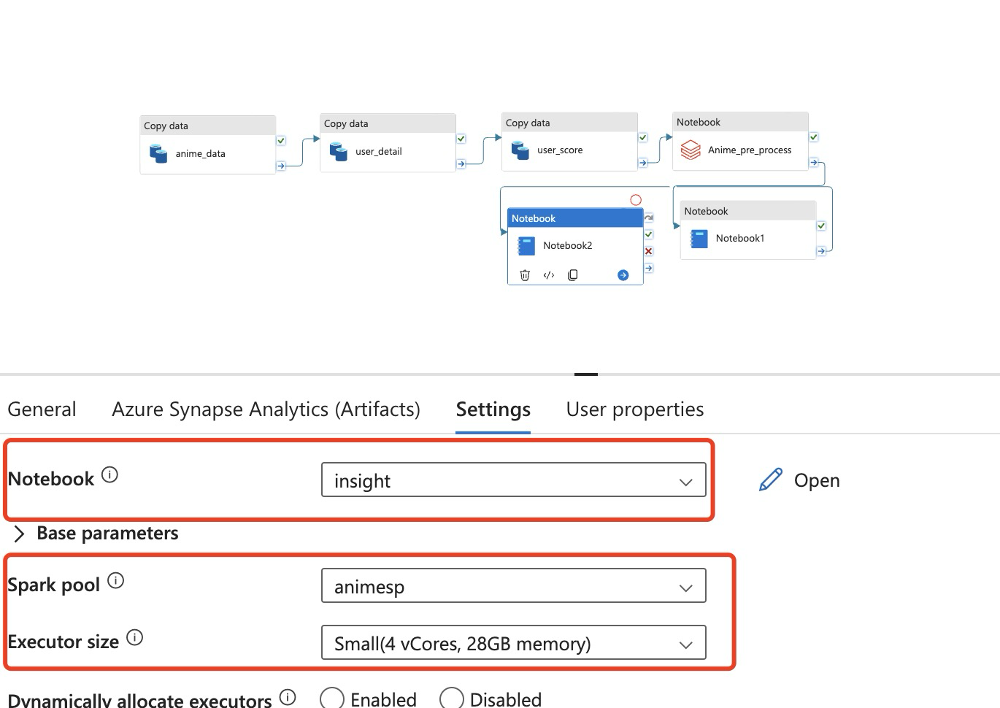 Copy data
anime_data
Copy data
user_detail
Copy data
user_score
Notebook
Anime_pre_process
Notebook
Notebook2
Notebook
Notebook1
General Azure Synapse Analytics (Artifacts) Settings User properties
Notebook insight Open
Base parameters
Spark pool animesp
Executor size Small(4 vCores, 28GB memory)
Dynamically allocate executors Enabled Disabled